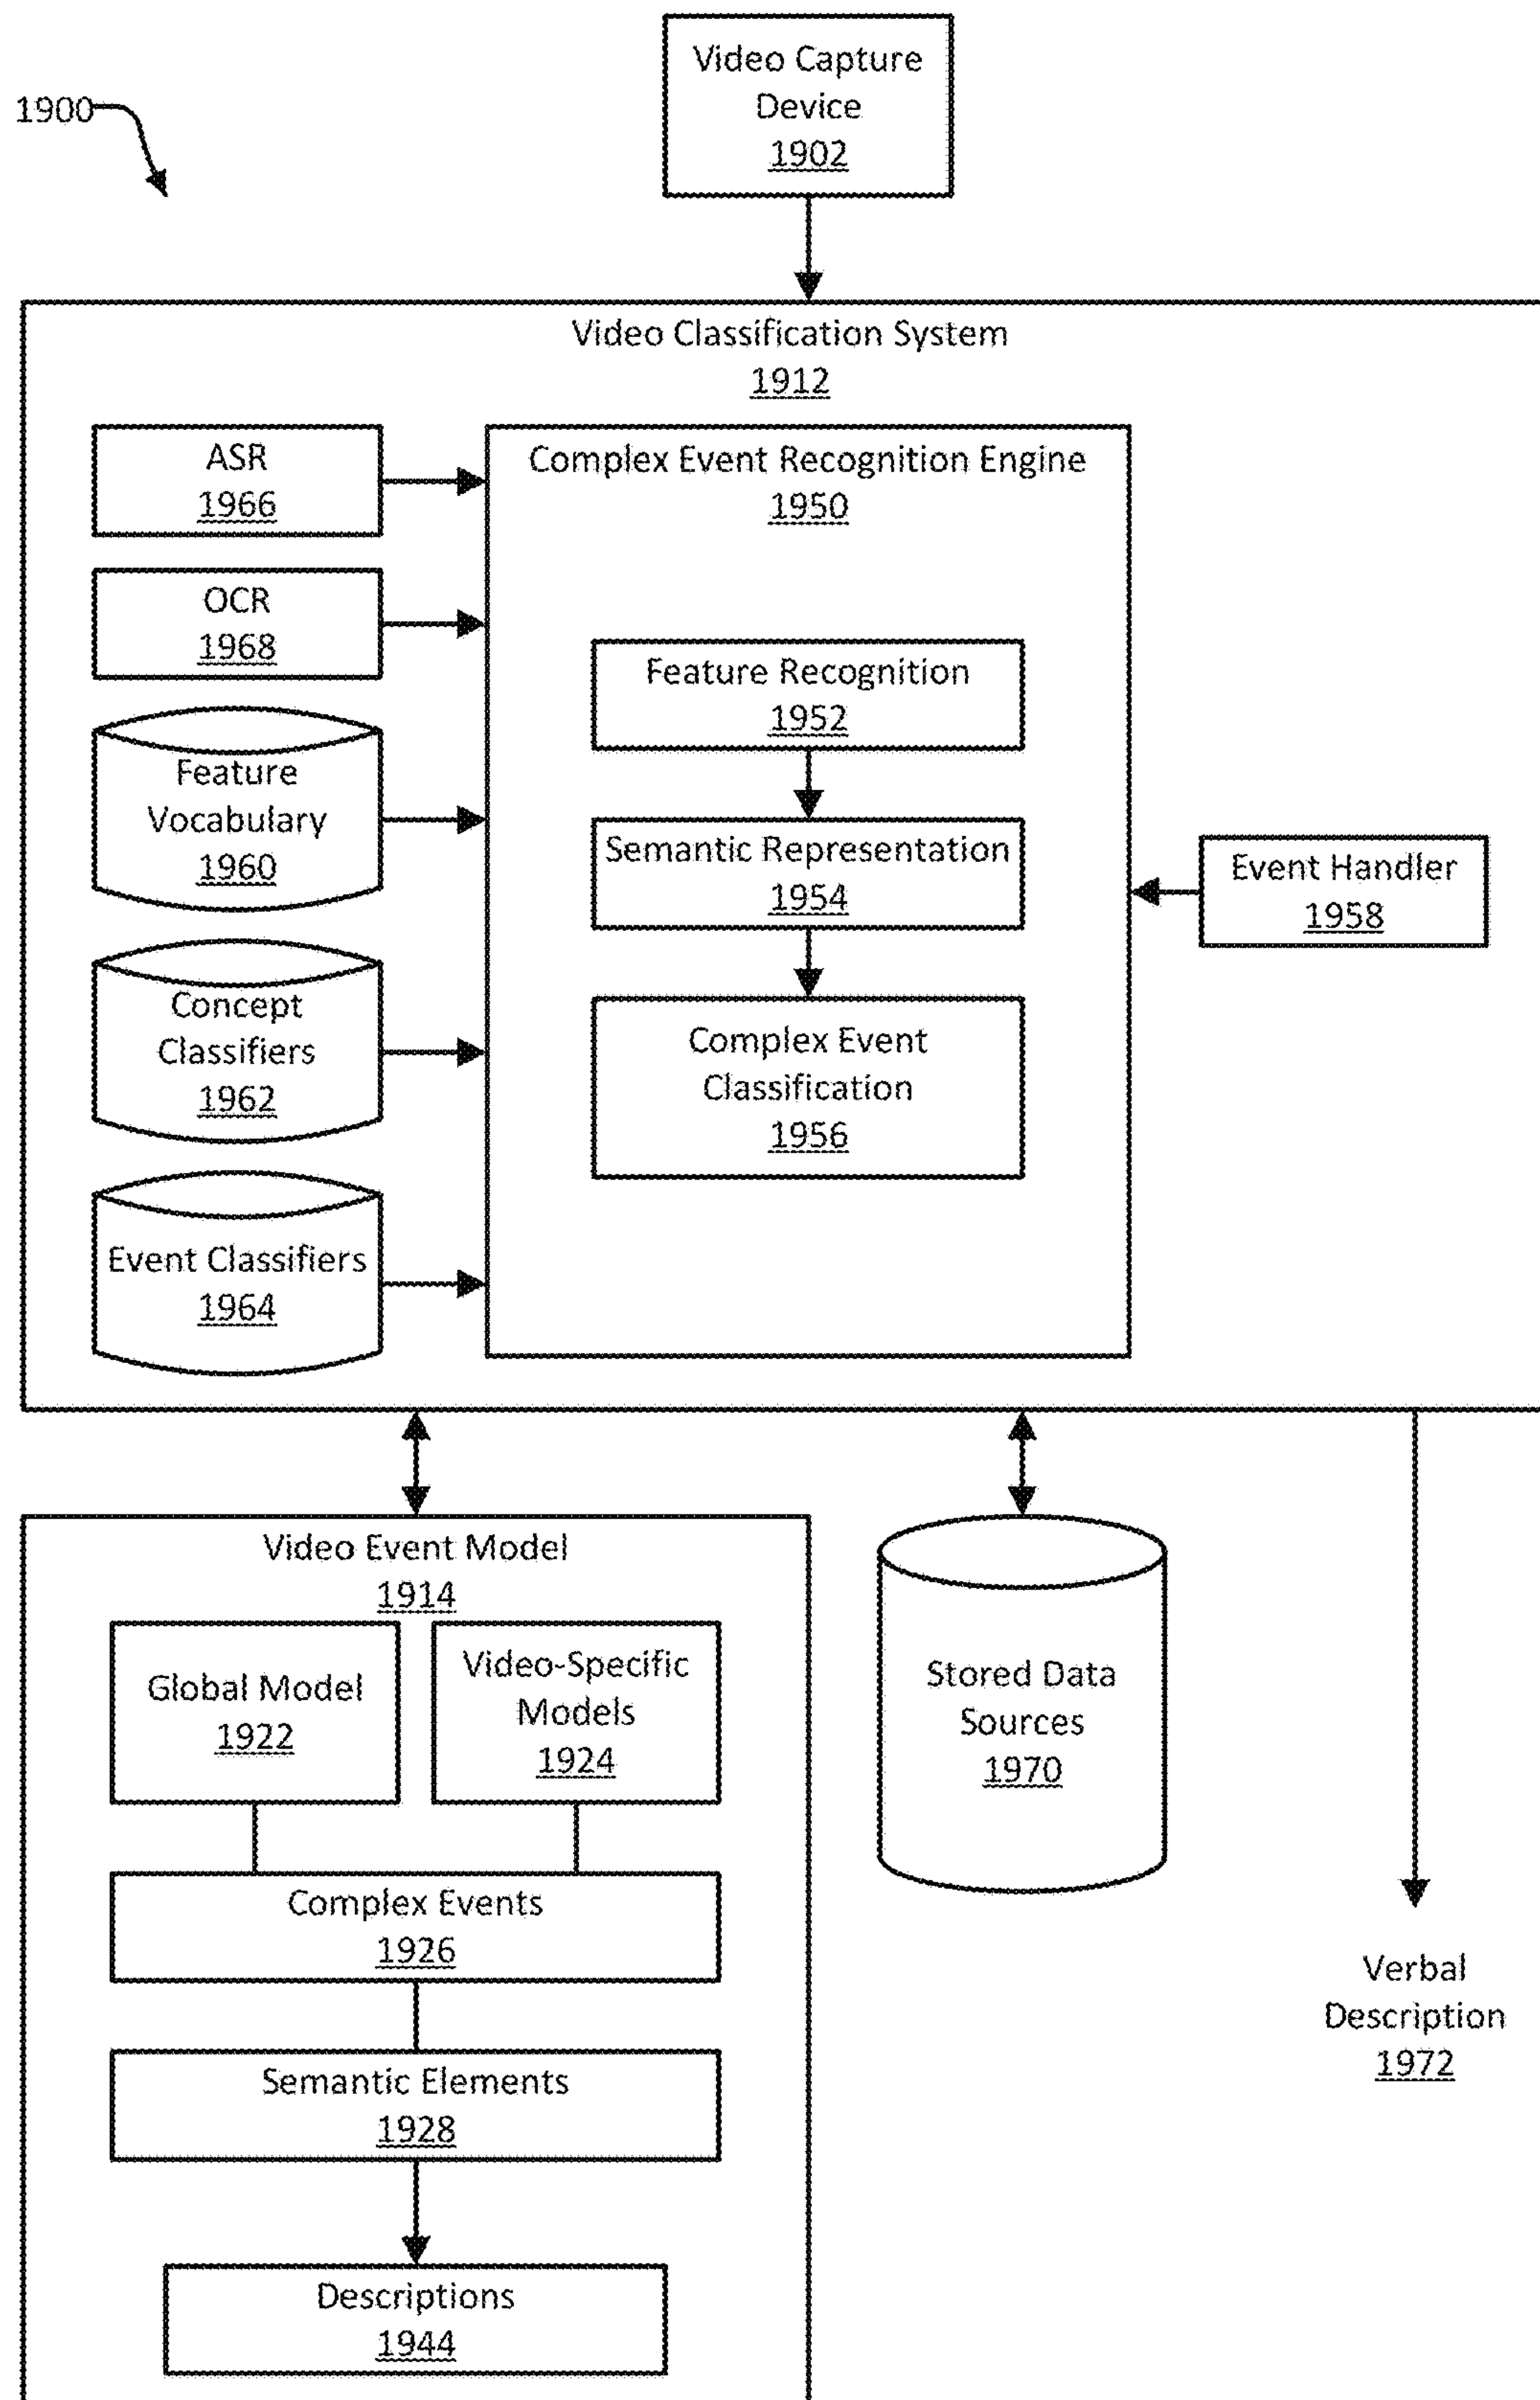 1900
Video Capture
Device
1902
Video Classification System
1912
ASR
1966
OCR
1968
Feature
Vocabulary
1960
Concept
Classifiers
1962
Event Classifiers
1964
Complex Event Recognition Engine
1950
Feature Recognition
1952
Semantic Representation
1954
Complex Event
Classification
1956
Event Handler
1958
Video Event Model
1914
Global Model
1922
Video-Specific
Models
1924
Complex Events
1926
Semantic Elements
1928
Descriptions
1944
Stored Data
Sources
1970
Verbal
Description
1972